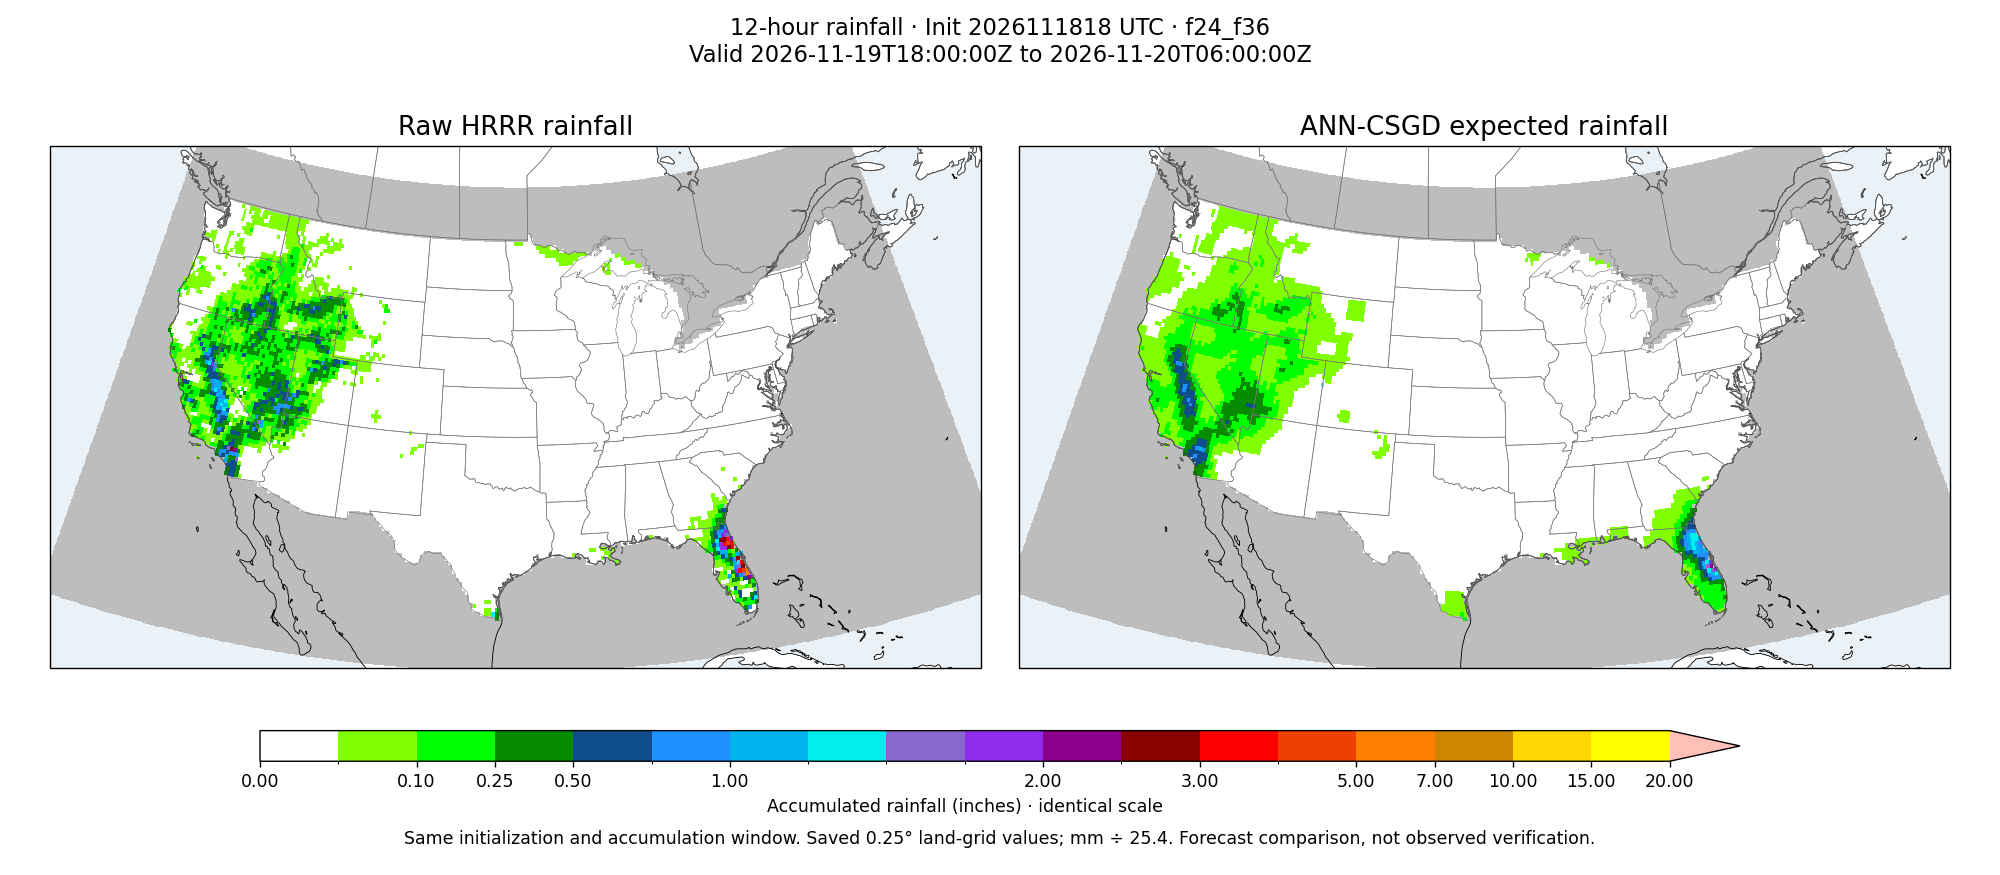 12-hour rainfall · Init 2026111818 UTC · f24_f36
Valid 2026-11-19T18:00:00Z to 2026-11-20T06:00:00Z
Raw HRRR rainfall
ANN-CSGD expected rainfall
0.00 0.10 0.25 0.50 1.00 2.00 3.00 5.00 7.00 10.00 15.00 20.00
Accumulated rainfall (inches) · identical scale
Same initialization and accumulation window. Saved 0.25° land-grid values; mm ÷ 25.4. Forecast comparison, not observed verification.